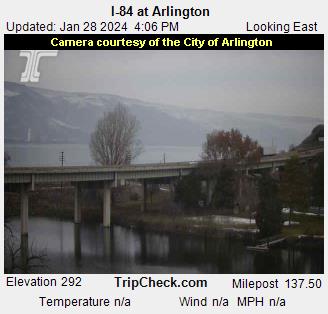 I-84 at Arlington
Updated: Jan 28 2024 4:06 PM Looking East
Camera courtesy of the City of Arlington
Elevation 292 TripCheck.com Milepost 137.50
Temperature n/a Wind n/a MPH n/a